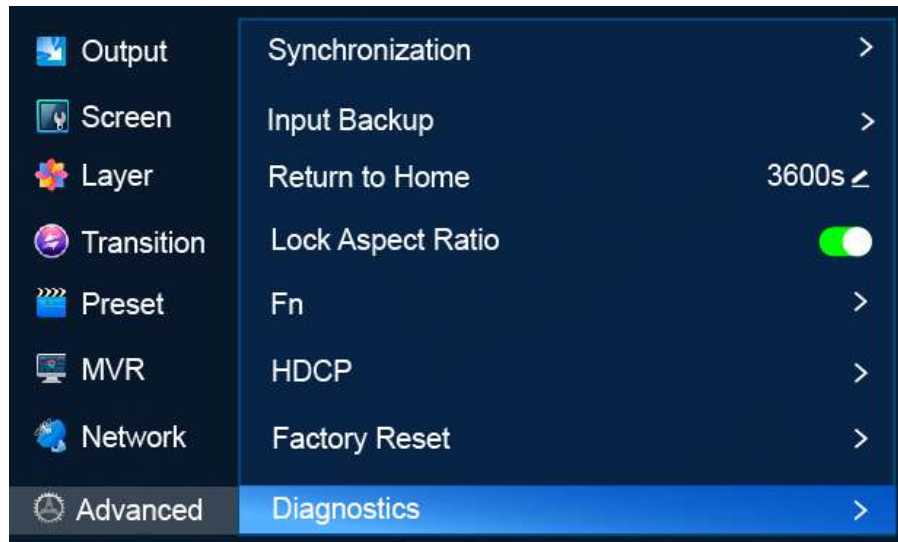 Output
Screen
Layer
Transition
Preset
MVR
Network
Advanced
Synchronization >
Input Backup >
Return to Home 3600s
Lock Aspect Ratio
Fn >
HDCP >
Factory Reset >
Diagnostics >